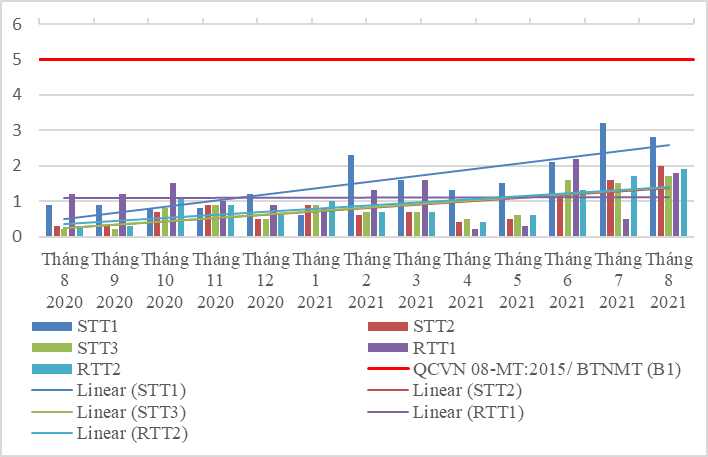 6
5
4
3
2
1
0
Tháng Tháng Tháng Tháng Tháng Tháng Tháng Tháng Tháng Tháng Tháng Tháng Tháng
8 9 10 11 12 1 2 3 4 5 6 7 8
2020 2020 2020 2020 2020 2021 2021 2021 2021 2021 2021 2021 2021
STT1 STT2
STT3 RTT1
RTT2 QCVN 08-MT:2015/ BTNMT (B1)
Linear (STT1) Linear (STT2)
Linear (STT3) Linear (RTT1)
Linear (RTT2)